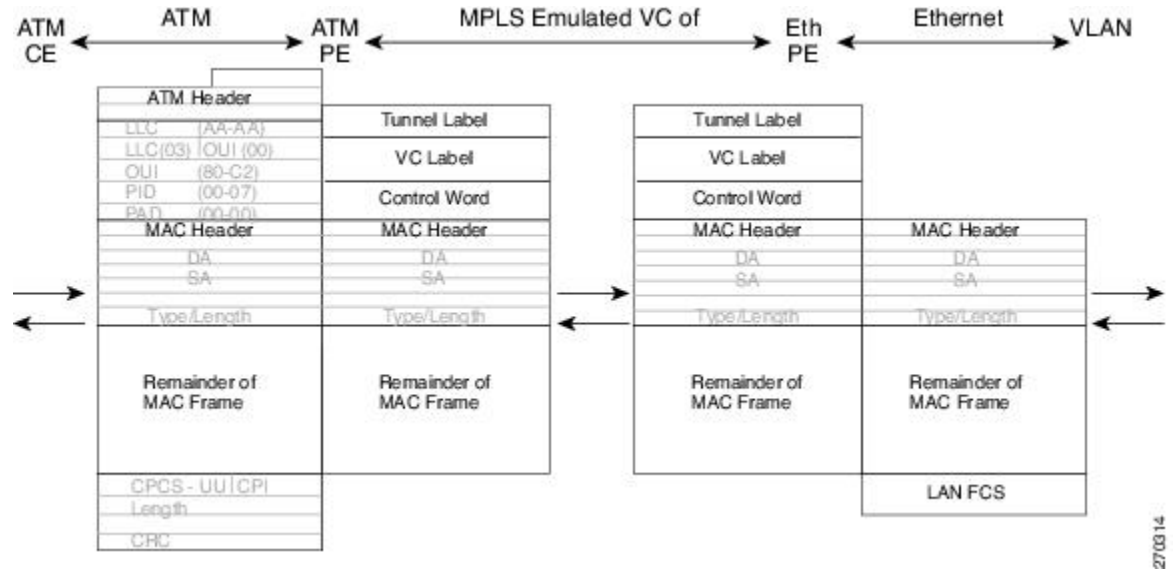 ATM CE
ATM
ATM PE
MPLS Emulated VC of
Eth PE
Ethernet
VLAN
ATM Header
LLC (AA-AA)
LLC(03) OUI (00)
OUI (80-C2)
PID (00-07)
PAD (00-00)
MAC Header
DA
SA
Type/Length
Remainder of
MAC Frame
CPCS - UU CPI
Length
CRC
Tunnel Label
VC Label
Control Word
MAC Header
DA
SA
Type/Length
Remainder of
MAC Frame
Tunnel Label
VC Label
Control Word
MAC Header
DA
SA
Type/Length
Remainder of
MAC Frame
MAC Header
DA
SA
Type/Length
Remainder of
MAC Frame
LAN FCS
270314